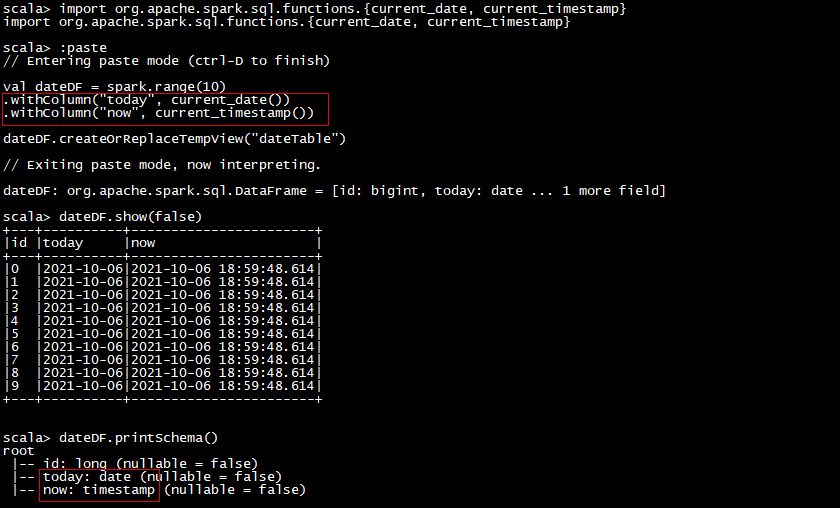 scala> import org.apache.spark.sql.functions.{current_date, current_timestamp}
import org.apache.spark.sql.functions.{current_date, current_timestamp}
scala> :paste
// Entering paste mode (ctrl-D to finish)
val dateDF = spark.range(10)
.withColumn("today", current_date())
.withColumn("now", current_timestamp())
dateDF.createOrReplaceTempView("dateTable")
// Exiting paste mode, now interpreting.
dateDF: org.apache.spark.sql.DataFrame = [id: bigint, today: date ... 1 more field]
scala> dateDF.show(false)
+---+----------+-----------------------+
|id |today     |now                    |
+---+----------+-----------------------+
|0  |2021-10-06|2021-10-06 18:59:48.614|
|1  |2021-10-06|2021-10-06 18:59:48.614|
|2  |2021-10-06|2021-10-06 18:59:48.614|
|3  |2021-10-06|2021-10-06 18:59:48.614|
|4  |2021-10-06|2021-10-06 18:59:48.614|
|5  |2021-10-06|2021-10-06 18:59:48.614|
|6  |2021-10-06|2021-10-06 18:59:48.614|
|7  |2021-10-06|2021-10-06 18:59:48.614|
|8  |2021-10-06|2021-10-06 18:59:48.614|
|9  |2021-10-06|2021-10-06 18:59:48.614|
+---+----------+-----------------------+
scala> dateDF.printSchema()
root
 |-- id: long (nullable = false)
 |-- today: date (nullable = false)
 |-- now: timestamp (nullable = false)